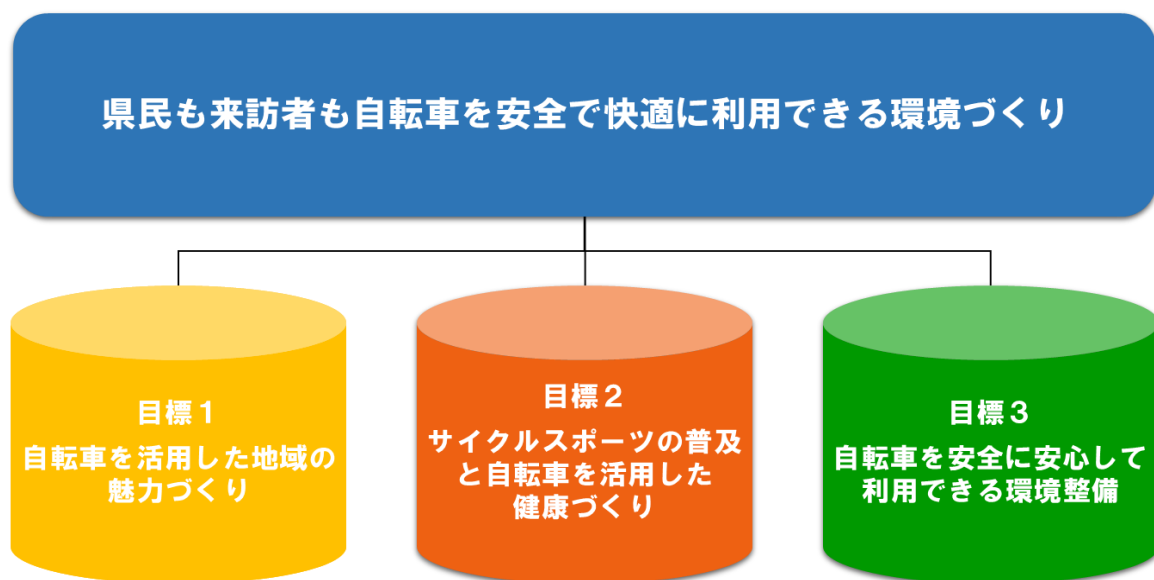 県民も来訪者も自転車を安全で快適に利用できる環境づくり
目標１
自転車を活用した地域の
魅力づくり
目標２
サイクルスポーツの普及
と自転車を活用した
健康づくり
目標３
自転車を安全に安心して
利用できる環境整備